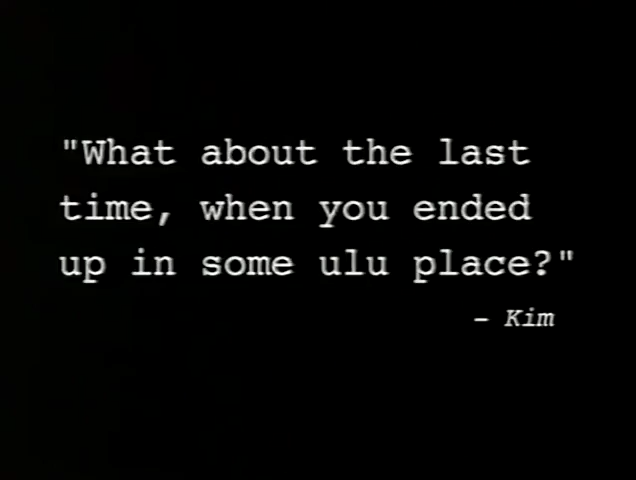 "What about the last
time, when you ended
up in some ulu place?"
- Kim